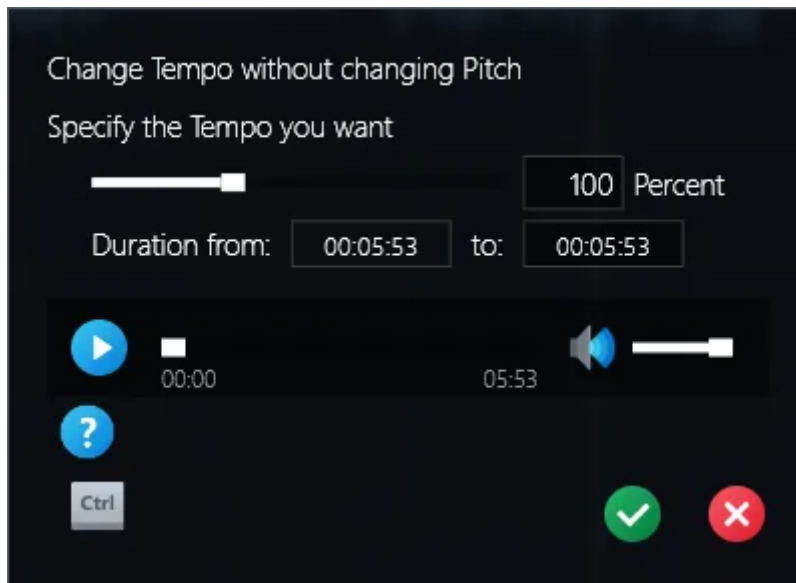 Change Tempo without changing Pitch
Specify the Tempo you want
100 Percent
Duration from: 00:05:53 to: 00:05:53
00:00 05:53
?
Ctrl